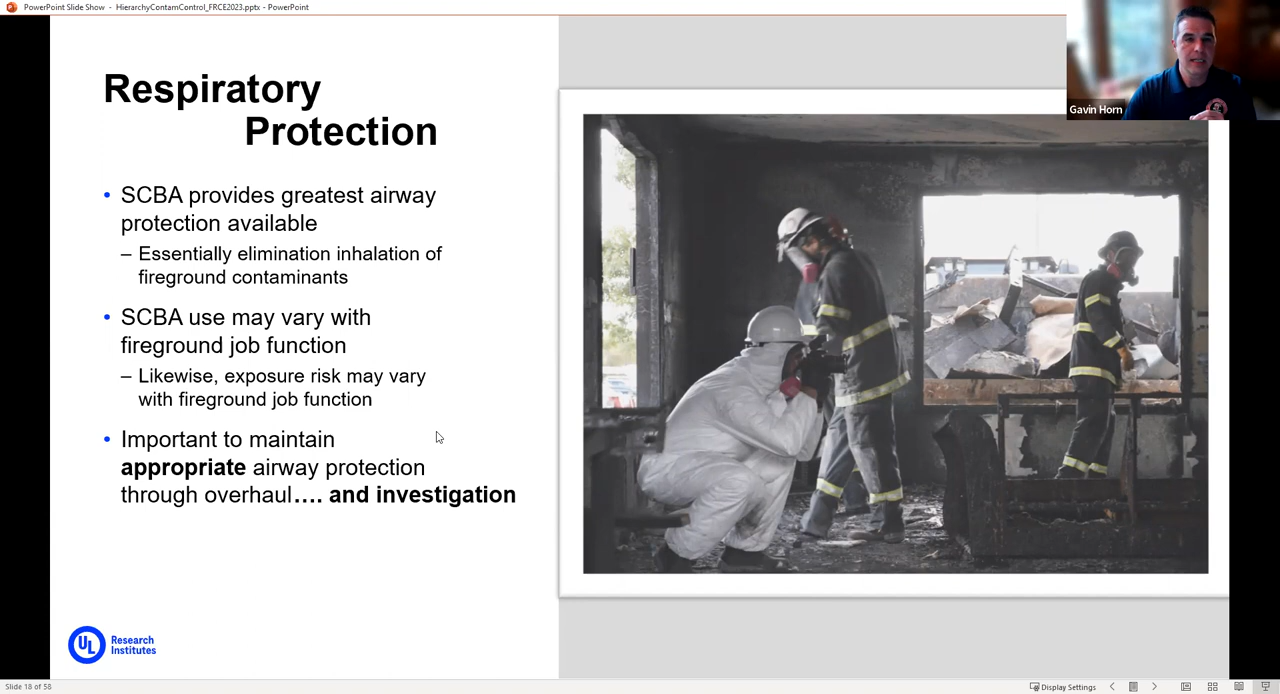 PowerPoint Slide Show - HierarchyContamControl_FRCE2023.pptx - PowerPoint
Respiratory
Protection
• SCBA provides greatest airway
protection available
– Essentially elimination inhalation of
fireground contaminants
• SCBA use may vary with
fireground job function
– Likewise, exposure risk may vary
with fireground job function
• Important to maintain
appropriate airway protection
through overhaul.... and investigation
Gavin Horn
UL
Research
Institutes
Slide 18 of 58
Display Settings